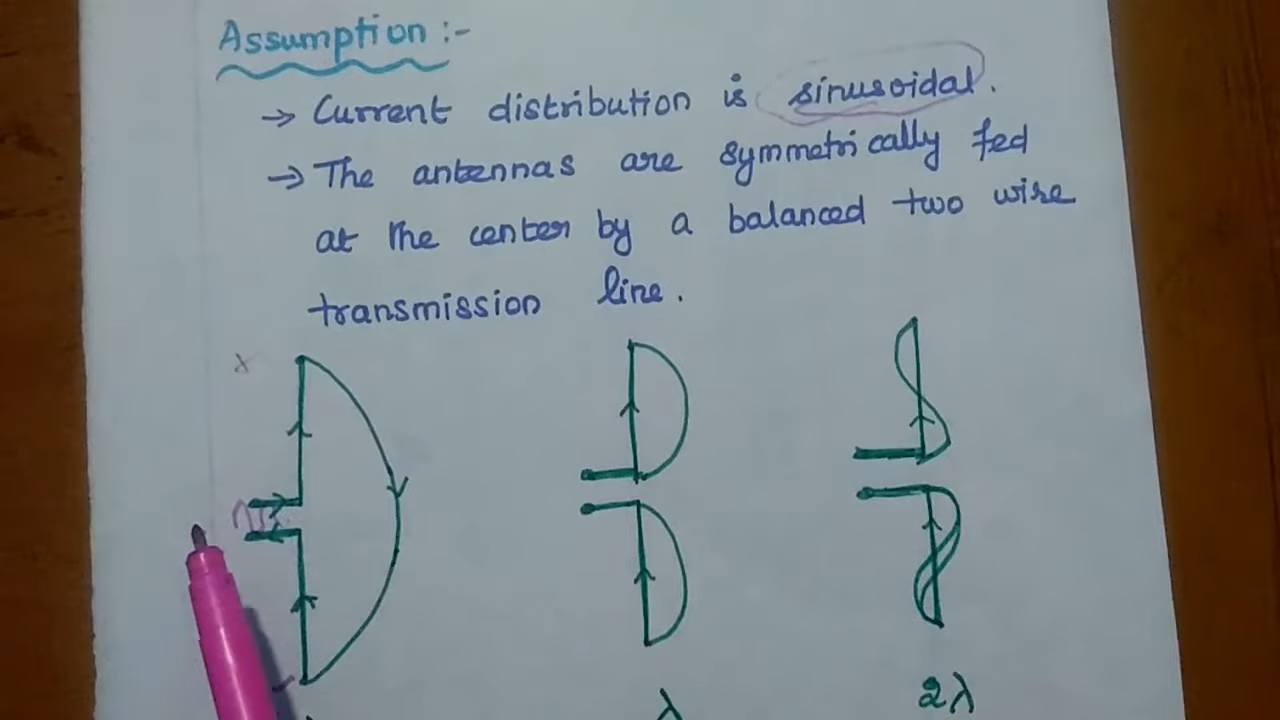 Assumption :-
→ Current distribution is sinusoidal.
→ The antennas are symmetrically fed
at the center by a balanced two wire
transmission line.
λ
λ 2λ